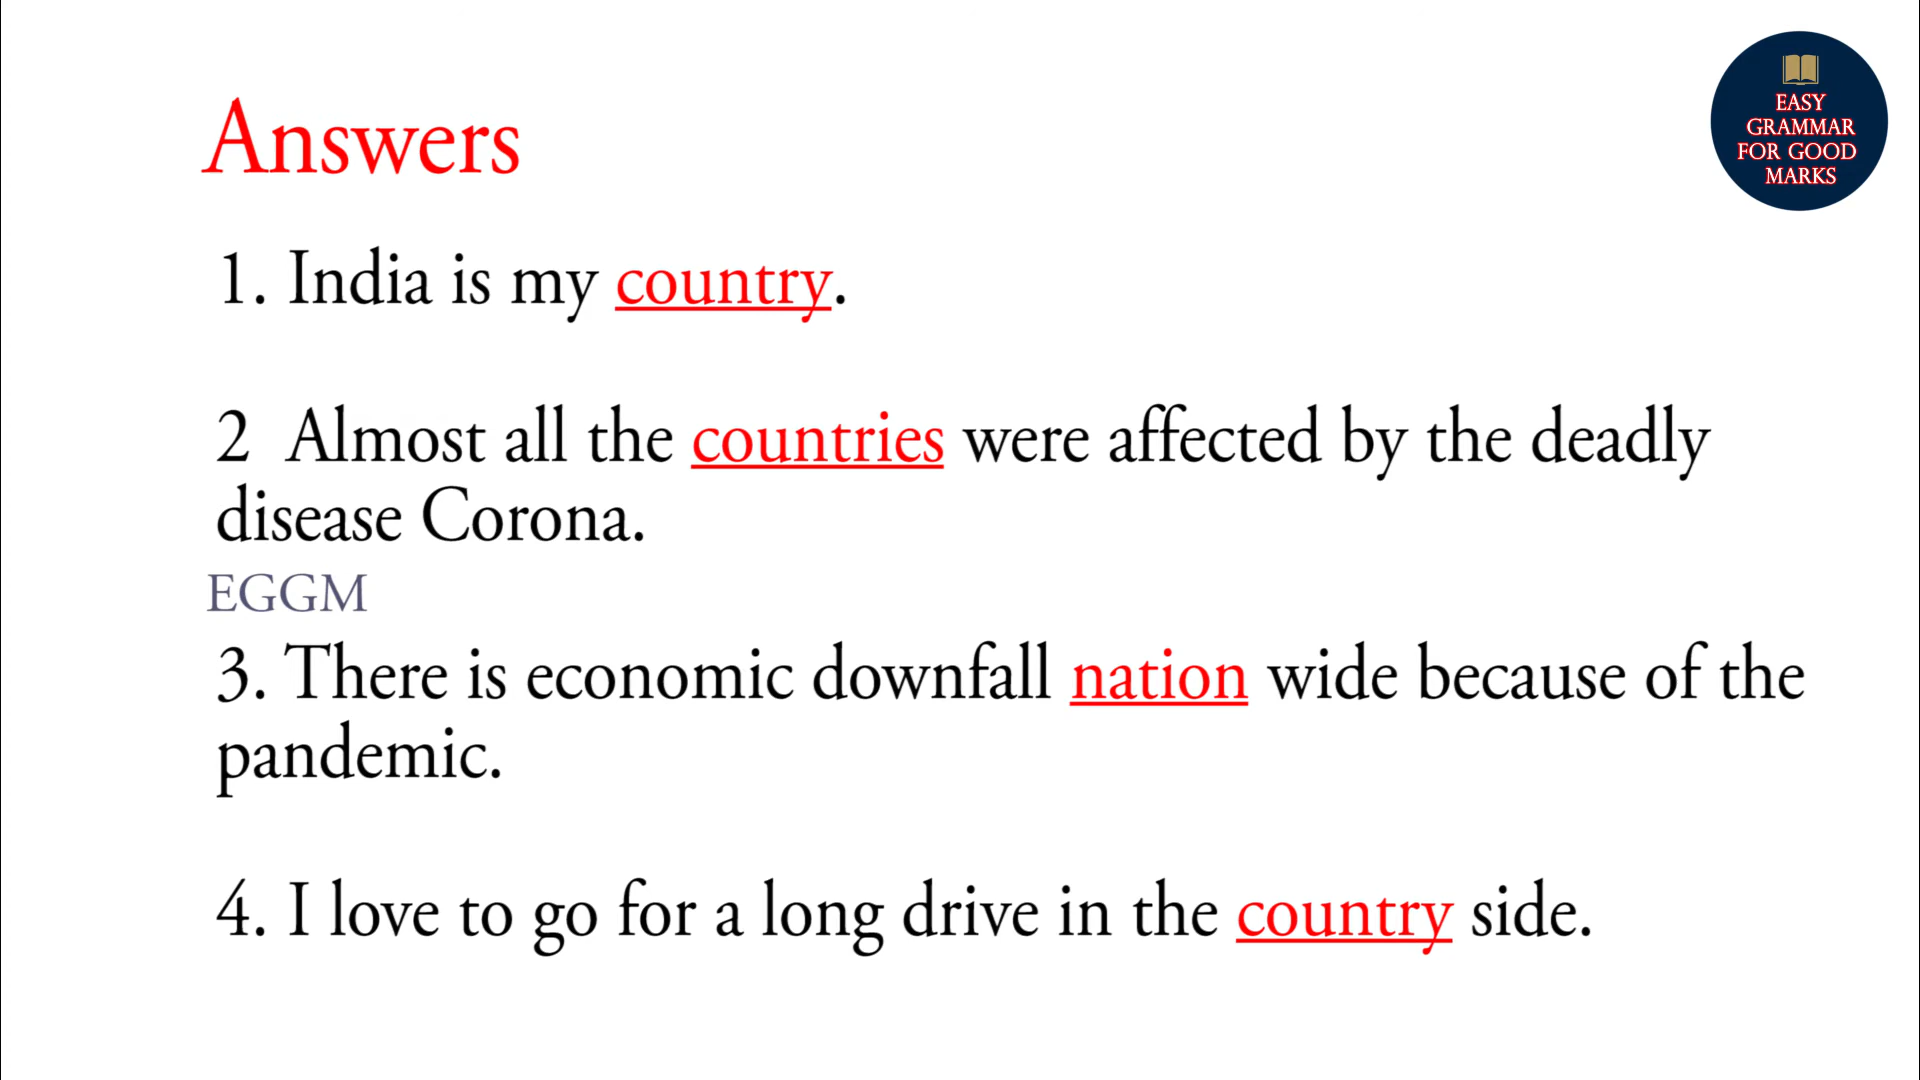 EASY
GRAMMAR
FOR GOOD
MARKS
Answers
1. India is my country.
2 Almost all the countries were affected by the deadly
disease Corona.
EGGM
3. There is economic downfall nation wide because of the
pandemic.
4. I love to go for a long drive in the country side.